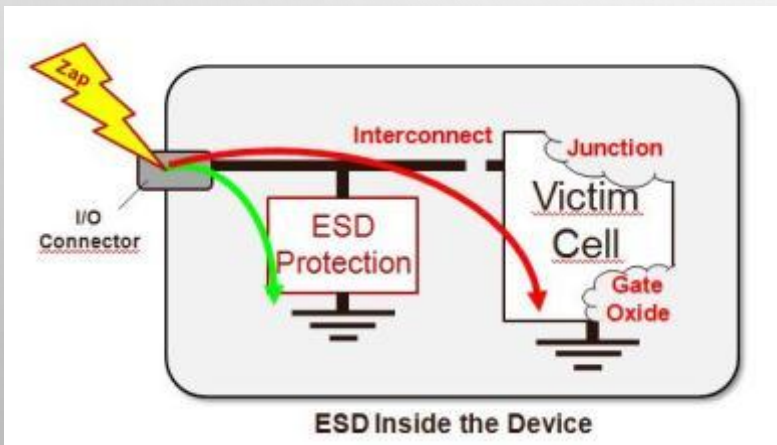 Zap
Interconnect
Junction
I/O
Connector
ESD
Protection
Victim
Cell
Gate
Oxide
ESD Inside the Device